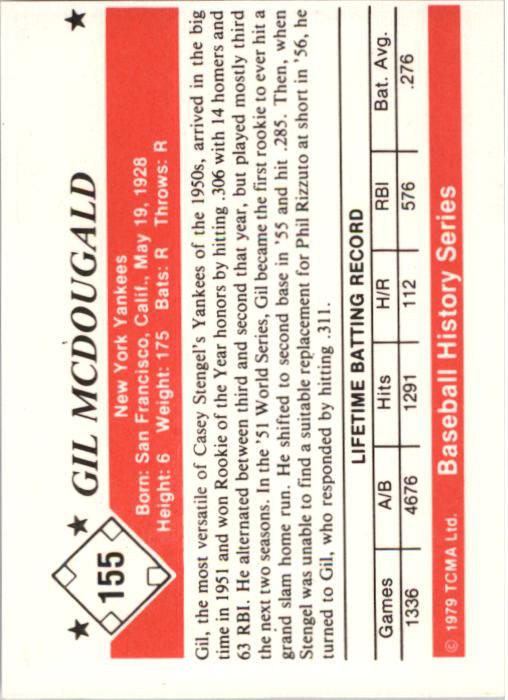 155
GIL MCDOUGALD
New York Yankees
Born: San Francisco, Calif., May 19, 1928
Height: 6 Weight: 175 Bats: R Throws: R
Gil, the most versatile of Casey Stengel's Yankees of the 1950s, arrived in the big
time in 1951 and won Rookie of the Year honors by hitting .306 with 14 homers and
63 RBI. He alternated between third and second that year, but played mostly third
the next two seasons. In the '51 World Series, Gil became the first rookie to ever hit a
grand slam home run. He shifted to second base in '55 and hit .285. Then, when
Stengel was unable to find a suitable replacement for Phil Rizzuto at short in '56, he
turned to Gil, who responded by hitting .311.
LIFETIME BATTING RECORD
Games A/B Hits H/R RBI Bat. Avg.
1336 4676 1291 112 576 .276
© 1979 TCMA Ltd. Baseball History Series